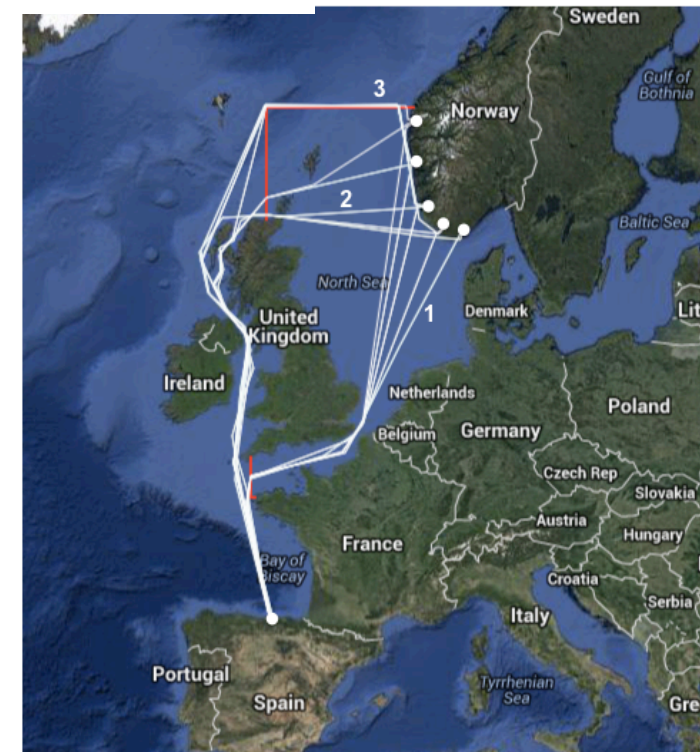 Sweden
Gulf of
Bothnia
3
Norway
2
Baltic Sea
North Sea
1
Denmark
Lit
United
Kingdom
Ireland
Netherlands
Poland
Belgium
Germany
Czech Rep
Slovakia
Austria
Hungary
France
Bay of
Biscay
Croatia
Serbia
Italy
Portugal
Tyrrhenian
Sea
Spain
Gre